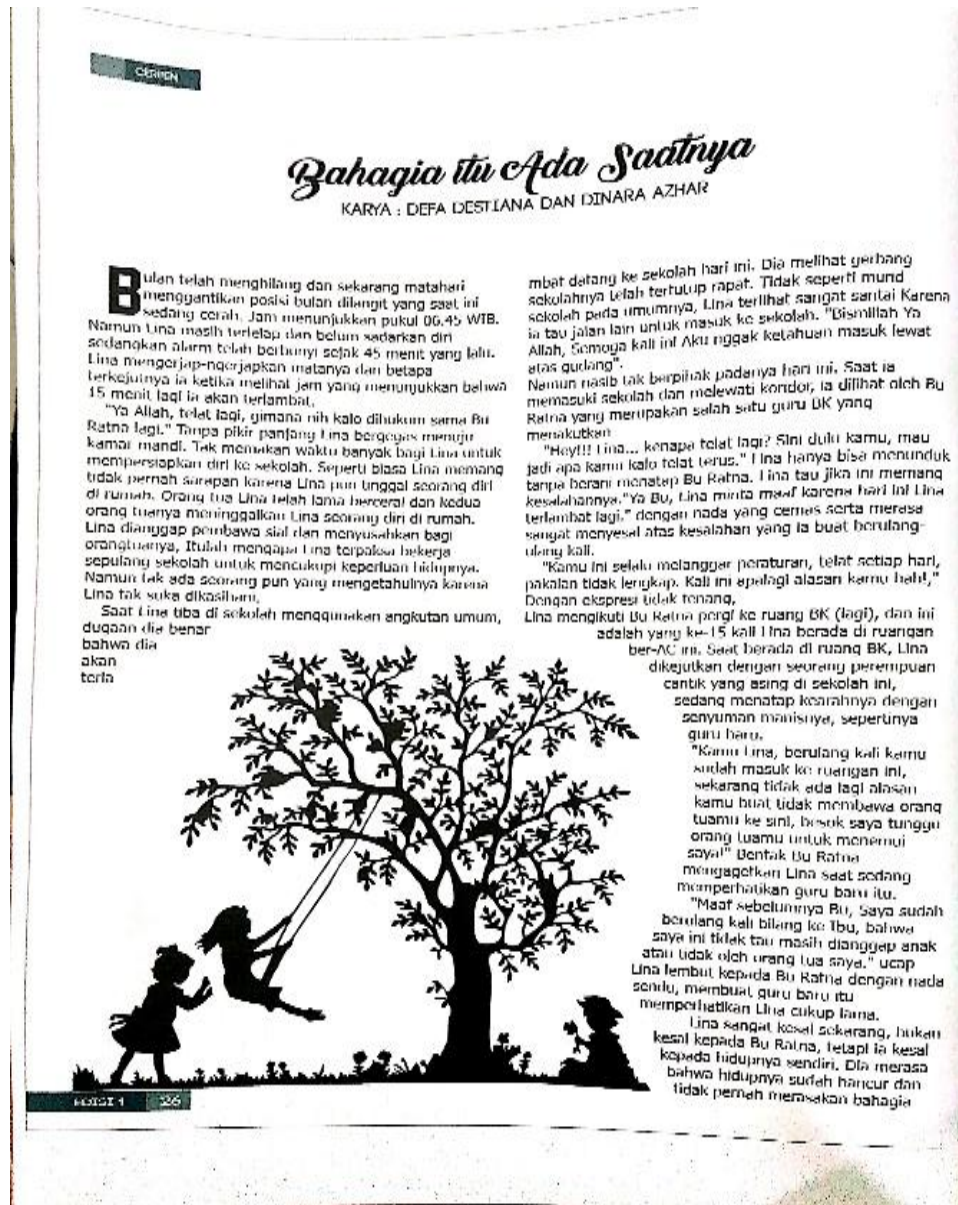 CERPEN
Bahagia itu Ada Saatnya
KARYA : DEFA DESTIANA DAN DINARA AZHAR
Bulan telah menghilang dan sekarang matahari
menggantikan posisi bulan dilangit yang saat ini
sedang cerah. Jam menunjukkan pukul 06.45 WIB.
Namun Lina masih terlelap dan belum sadarkan diri
sedangkan alarm telah berbunyi sejak 45 menit yang lalu.
Lina mengerjap-ngerjapkan matanya dan betapa
terkejutnya ia ketika melihat jam yang menunjukkan bahwa
15 menit lagi ia akan terlambat.
"Ya Allah, telat lagi, gimana nih kalo dihukum sama Bu
Ratna lagi." Tanpa pikir panjang Lina bergegas menuju
kamar mandi. Tak memakan waktu banyak bagi Lina untuk
mempersiapkan diri ke sekolah. Seperti biasa Lina memang
tidak pernah sarapan karena Lina pun tinggal seorang diri
di rumah. Orang tua Lina telah lama bercerai dan kedua
orang tuanya meninggalkan Lina seorang diri di rumah.
Lina dianggap pembawa sial dan menyusahkan bagi
orangtuanya, Itulah mengapa Lina terpaksa bekerja
sepulang sekolah untuk mencukupi keperluan hidupnya.
Namun tak ada seorang pun yang mengetahuinya karena
Lina tak suka dikasihani.
Saat Lina tiba di sekolah menggunakan angkutan umum,
dugaan dia benar
bahwa dia
akan
terla
mbat datang ke sekolah hari ini. Dia melihat gerbang
sekolahnya telah tertutup rapat. Tidak seperti murid
sekolah pada umumnya, Lina terlihat sangat santai Karena
ia tau jalan lain untuk masuk ke sekolah. "Bismillah Ya
Allah, Semoga kali ini Aku nggak ketahuan masuk lewat
atas gudang".
Namun nasib tak berpihak padanya hari ini. Saat ia
memasuki sekolah dan melewati koridor, ia dilihat oleh Bu
Ratna yang merupakan salah satu guru BK yang
menakutkan
"Hey!!! Lina... kenapa telat lagi? Sini dulu kamu, mau
jadi apa kamu kalo telat terus." Lina hanya bisa menunduk
tanpa berani menatap Bu Ratna. Lina tau jika ini memang
kesalahannya."Ya Bu, Lina minta maaf karena hari ini Lina
terlambat lagi." dengan nada yang cemas serta merasa
sangat menyesal atas kesalahan yang ia buat berulang-
ulang kali.
"Kamu ini selalu melanggar peraturan, telat setiap hari,
pakaian tidak lengkap. Kali ini apalagi alasan kamu hah!,"
Dengan ekspresi tidak tenang,
Lina mengikuti Bu Ratna pergi ke ruang BK (lagi), dan ini
adalah yang ke-15 kali Lina berada di ruangan
ber-AC ini. Saat berada di ruang BK, Lina
dikejutkan dengan seorang perempuan
cantik yang asing di sekolah ini,
sedang menatap kearahnya dengan
senyuman manisnya, sepertinya
guru baru.
"Kamu Lina, berulang kali kamu
sudah masuk ke ruangan ini,
sekarang tidak ada lagi alasan
kamu buat tidak membawa orang
tuamu ke sini, besok saya tunggu
orang tuamu untuk menemui
saya!" Bentak Bu Ratna
mengagetkan Lina saat sedang
memperhatikan guru baru itu.
"Maaf sebelumnya Bu, Saya sudah
berulang kali bilang ke Ibu, bahwa
saya ini tidak tau masih dianggap anak
atau tidak oleh orang tua saya." ucap
Lina lembut kepada Bu Ratna dengan nada
sendu, membuat guru baru itu
memperhatikan Lina cukup lama.
Lina sangat kesal sekarang, bukan
kesal kepada Bu Ratna, tetapi ia kesal
kepada hidupnya sendiri. Dia merasa
bahwa hidupnya sudah hancur dan
tidak pernah merasakan bahagia
EDISI 1